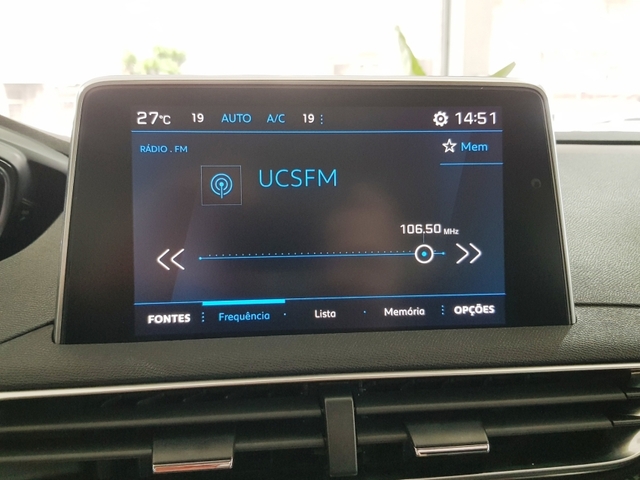 27°C 19 AUTO A/C 19 14:51
RÁDIO . FM
Mem
UCSFM
106.50 MHz
FONTES Frequência Lista Memória OPÇÕES